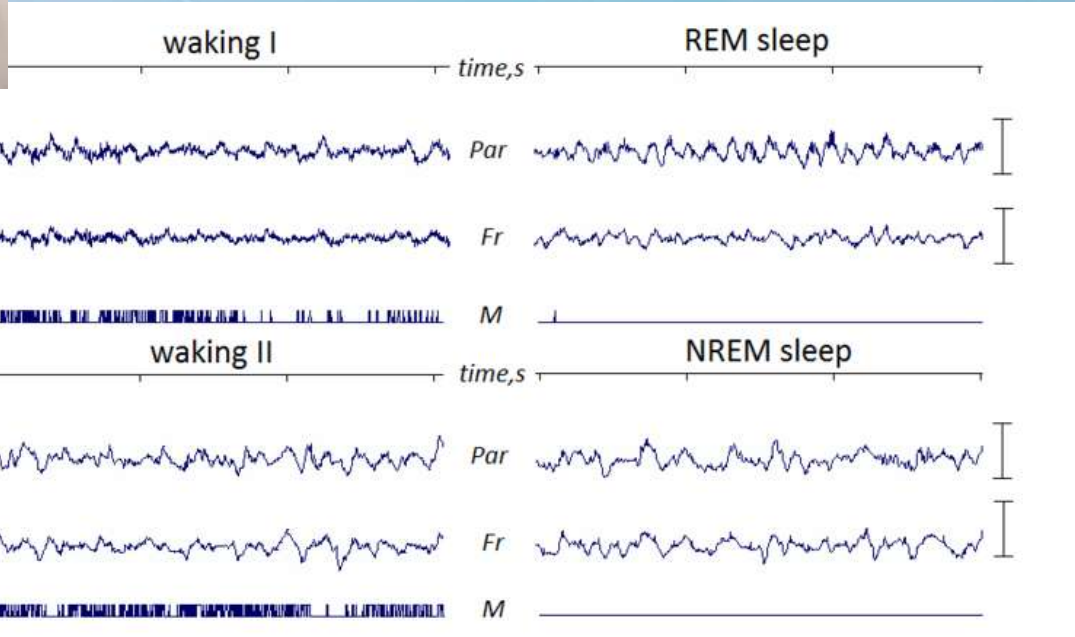 waking I
REM sleep
time,s
Par
Fr
M
waking II
NREM sleep
time,s
Par
Fr
M